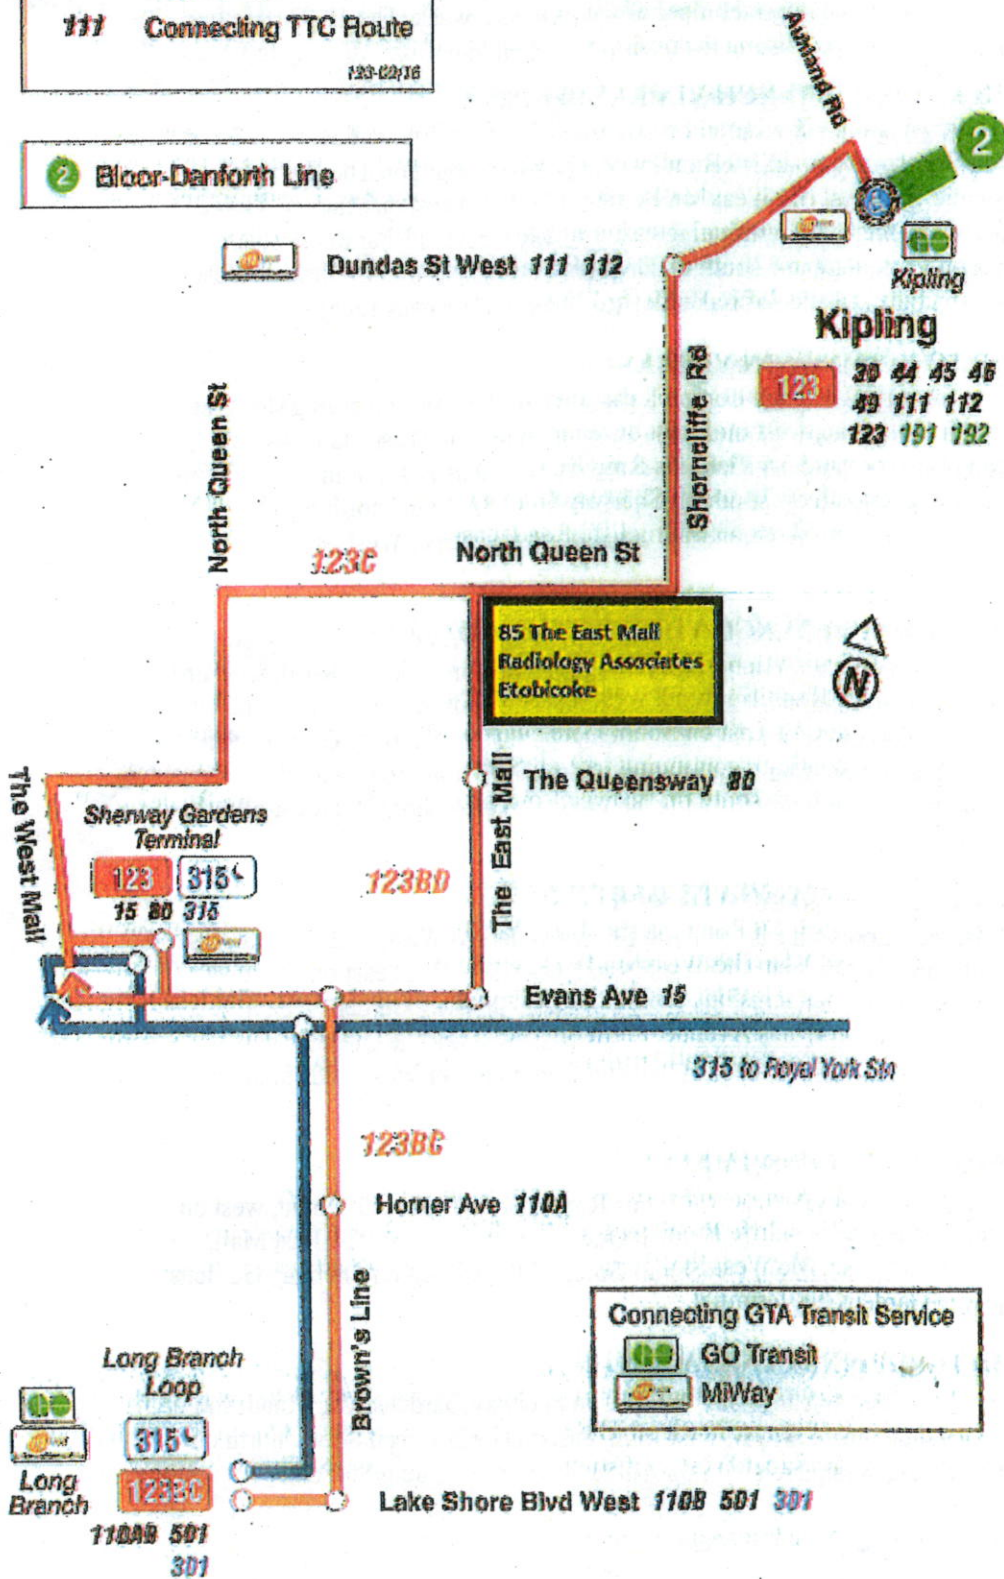 111 Connecting TTC Route
2 Bloor-Danforth Line
2
Dundas St West 111 112
Kipling
Kipling
123 30 44 45 46
49 111 112
123 191 192
North Queen St
Shorncliffe Rd
123C
North Queen St
85 The East Mall
Radiology Associates
Etobicoke
N
The West Mall
Sherway Gardens
Terminal
123 315
15 80 315
The Queensway 80
The East Mall
123BD
Evans Ave 15
315 to Royal York Stn
123BC
Horner Ave 110A
Brown's Line
Connecting GTA Transit Service
GO Transit
MiWay
Long Branch
Loop
315
Long
Branch
123BC
110AB 501
301
Lake Shore Blvd West 110B 501 301